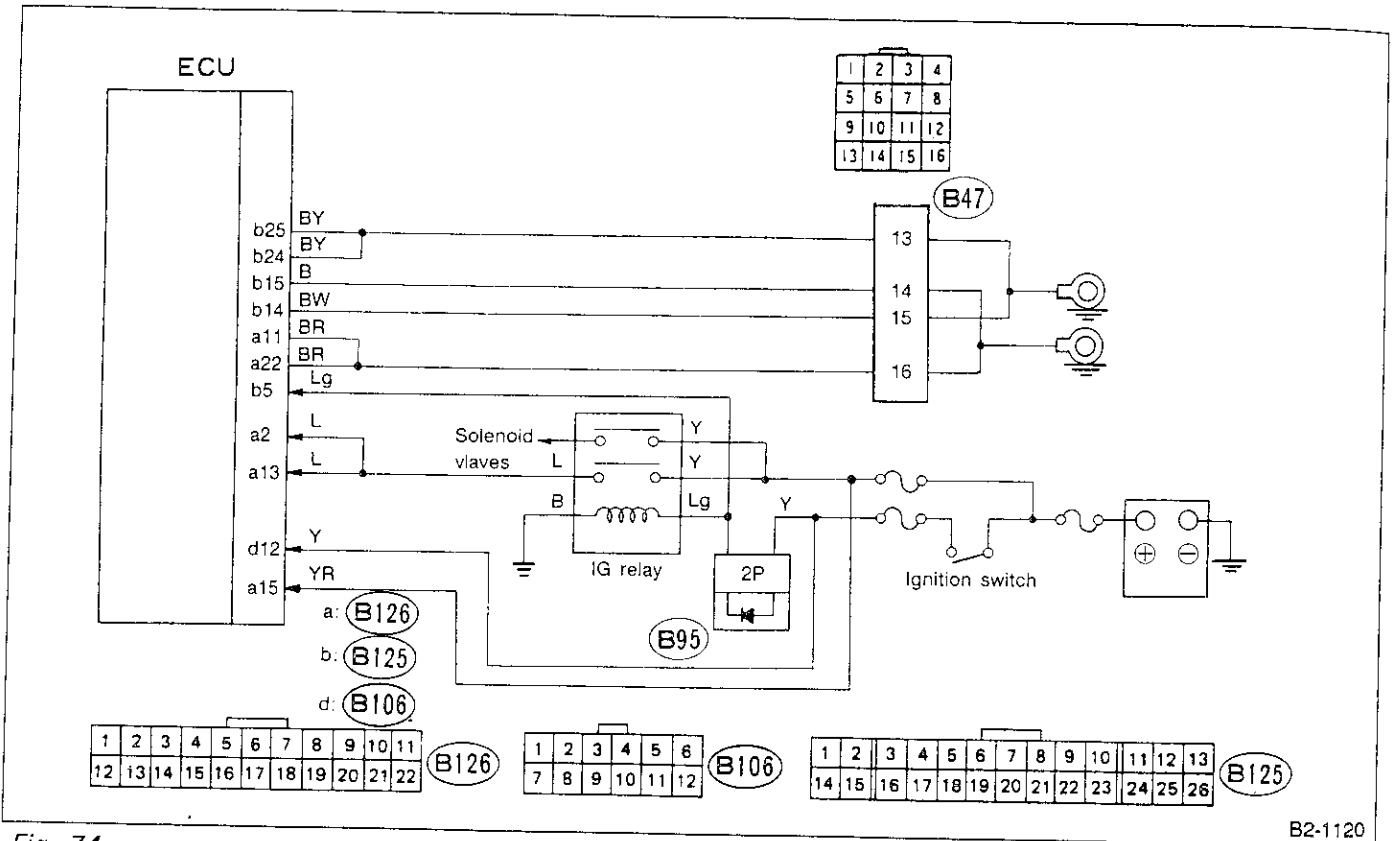 ECU
1 2 3 4
5 6 7 8
9 10 11 12
13 14 15 16
B47
b25 BY
b24 BY
b15 B
b14 BW
a11 BR
a22 BR
b5 Lg
a2 L
a13 L
d12 Y
a15 YR
13
14
15
16
Solenoid
vlaves
L
B
Y
Y
Lg
IG relay
Y
2P
B95
Ignition switch
+ −
a: B126
b: B125
d: B106
1 2 3 4 5 6 7 8 9 10 11
12 13 14 15 16 17 18 19 20 21 22
B126
1 2 3 4 5 6
7 8 9 10 11 12
B106
1 2 3 4 5 6 7 8 9 10 11 12 13
14 15 16 17 18 19 20 21 22 23 24 25 26
B125
B2-1120
Fig. 74